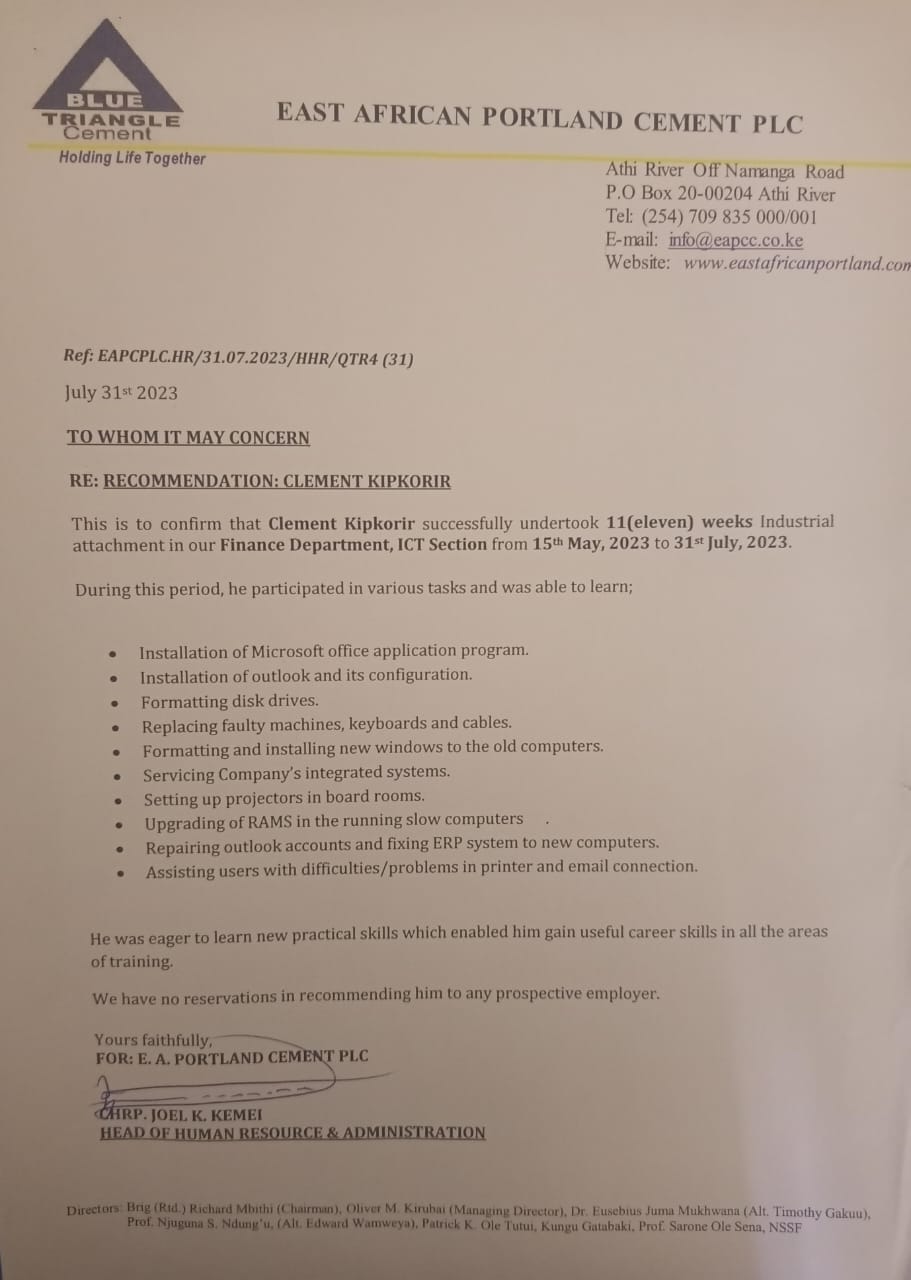 BLUE
TRIANGLE
Cement
Holding Life Together
EAST AFRICAN PORTLAND CEMENT PLC
Athi River Off Namanga Road
P.O Box 20-00204 Athi River
Tel: (254) 709 835 000/001
E-mail: info@eapcc.co.ke
Website: www.eastafricanportland.com
Ref: EAPCPLC.HR/31.07.2023/HHR/QTR4 (31)
July 31st 2023
TO WHOM IT MAY CONCERN
RE: RECOMMENDATION: CLEMENT KIPKORIR
This is to confirm that Clement Kipkorir successfully undertook 11(eleven) weeks Industrial
attachment in our Finance Department, ICT Section from 15th May, 2023 to 31st July, 2023.
During this period, he participated in various tasks and was able to learn;
• Installation of Microsoft office application program.
• Installation of outlook and its configuration.
• Formatting disk drives.
• Replacing faulty machines, keyboards and cables.
• Formatting and installing new windows to the old computers.
• Servicing Company's integrated systems.
• Setting up projectors in board rooms.
• Upgrading of RAMS in the running slow computers .
• Repairing outlook accounts and fixing ERP system to new computers.
• Assisting users with difficulties/problems in printer and email connection.
He was eager to learn new practical skills which enabled him gain useful career skills in all the areas
of training.
We have no reservations in recommending him to any prospective employer.
Yours faithfully,
FOR: E. A. PORTLAND CEMENT PLC
CHRP. JOEL K. KEMEI
HEAD OF HUMAN RESOURCE & ADMINISTRATION
Directors: Brig (Rtd.) Richard Mbithi (Chairman), Oliver M. Kirubai (Managing Director), Dr. Eusebius Juma Mukhwana (Alt. Timothy Gakuu),
Prof. Njuguna S. Ndung'u, (Alt. Edward Wamweya), Patrick K. Ole Tutui, Kungu Gatabaki, Prof. Sarone Ole Sena, NSSF